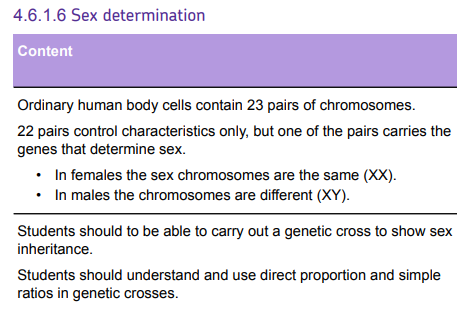 4.6.1.6 Sex determination
Content
Ordinary human body cells contain 23 pairs of chromosomes.
22 pairs control characteristics only, but one of the pairs carries the
genes that determine sex.
• In females the sex chromosomes are the same (XX).
• In males the chromosomes are different (XY).
Students should to be able to carry out a genetic cross to show sex
inheritance.
Students should understand and use direct proportion and simple
ratios in genetic crosses.